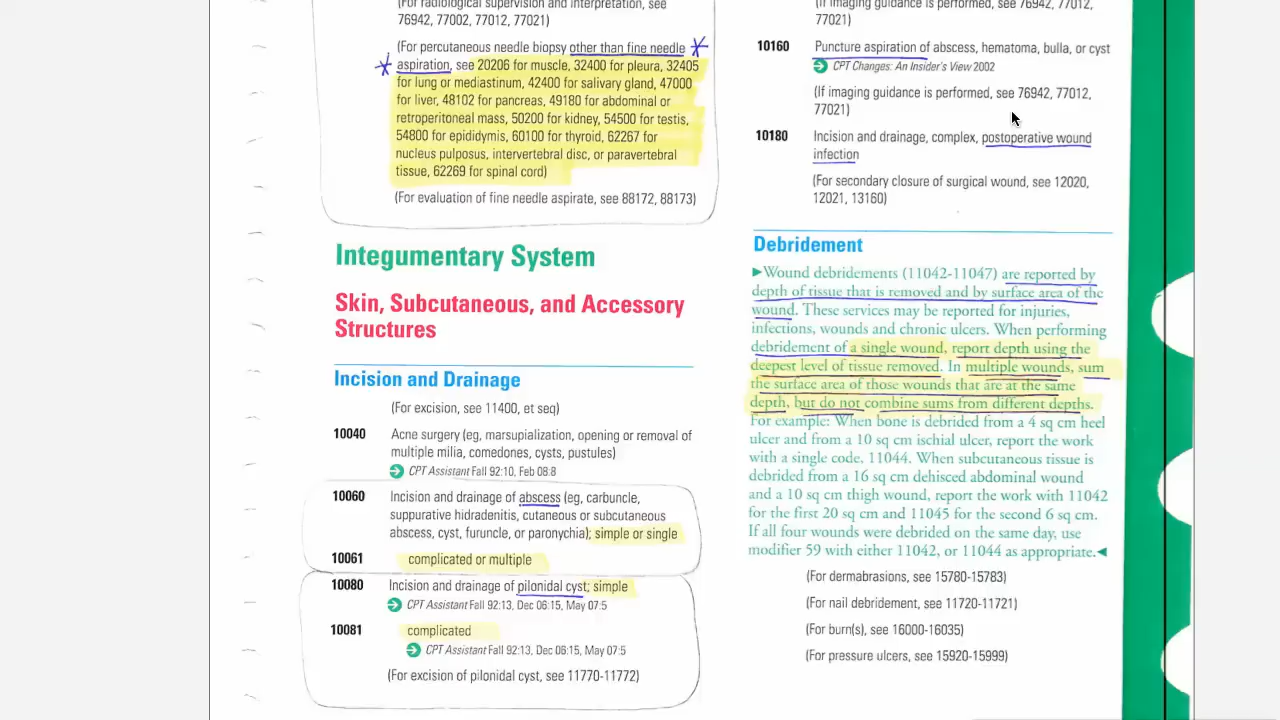 (For radiological supervision and interpretation, see
76942, 77002, 77012, 77021)
(For percutaneous needle biopsy other than fine needle
aspiration, see 20206 for muscle, 32400 for pleura, 32405
for lung or mediastinum, 42400 for salivary gland, 47000
for liver, 48102 for pancreas, 49180 for abdominal or
retroperitoneal mass, 50200 for kidney, 54500 for testis,
54800 for epididymis, 60100 for thyroid, 62267 for
nucleus pulposus, intervertebral disc, or paravertebral
tissue, 62269 for spinal cord)
(For evaluation of fine needle aspirate, see 88172, 88173)
Integumentary System
Skin, Subcutaneous, and Accessory
Structures
Incision and Drainage
(For excision, see 11400, et seq)
10040 Acne surgery (eg, marsupialization, opening or removal of
multiple milia, comedones, cysts, pustules)
CPT Assistant Fall 92:10, Feb 08:8
10060 Incision and drainage of abscess (eg, carbuncle,
suppurative hidradenitis, cutaneous or subcutaneous
abscess, cyst, furuncle, or paronychia); simple or single
10061 complicated or multiple
10080 Incision and drainage of pilonidal cyst; simple
CPT Assistant Fall 92:13, Dec 06:15, May 07:5
10081 complicated
CPT Assistant Fall 92:13, Dec 06:15, May 07:5
(For excision of pilonidal cyst, see 11770-11772)
(If imaging guidance is performed, see 76942, 77012,
77021)
10160 Puncture aspiration of abscess, hematoma, bulla, or cyst
CPT Changes: An Insider's View 2002
(If imaging guidance is performed, see 76942, 77012,
77021)
10180 Incision and drainage, complex, postoperative wound
infection
(For secondary closure of surgical wound, see 12020,
12021, 13160)
Debridement
►Wound debridements (11042-11047) are reported by
depth of tissue that is removed and by surface area of the
wound. These services may be reported for injuries,
infections, wounds and chronic ulcers. When performing
debridement of a single wound, report depth using the
deepest level of tissue removed. In multiple wounds, sum
the surface area of those wounds that are at the same
depth, but do not combine sums from different depths.
For example: When bone is debrided from a 4 sq cm heel
ulcer and from a 10 sq cm ischial ulcer, report the work
with a single code, 11044. When subcutaneous tissue is
debrided from a 16 sq cm dehisced abdominal wound
and a 10 sq cm thigh wound, report the work with 11042
for the first 20 sq cm and 11045 for the second 6 sq cm.
If all four wounds were debrided on the same day, use
modifier 59 with either 11042, or 11044 as appropriate.◄
(For dermabrasions, see 15780-15783)
(For nail debridement, see 11720-11721)
(For burn(s), see 16000-16035)
(For pressure ulcers, see 15920-15999)